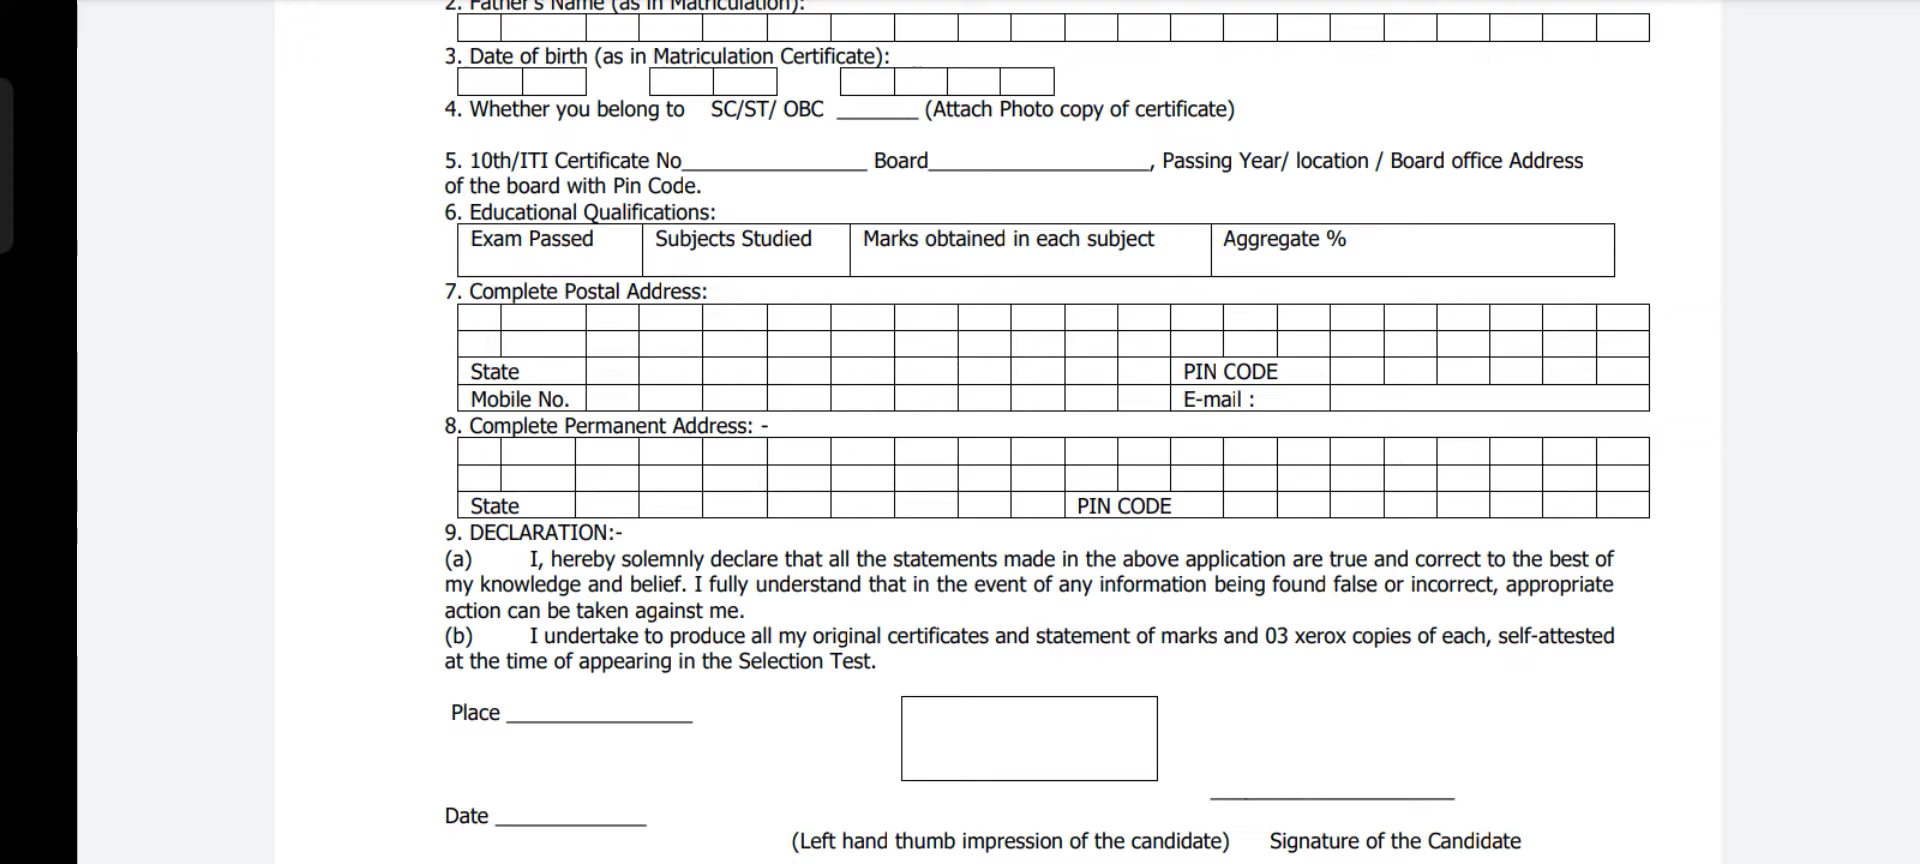 2. Father's Name (as in Matriculation):
3. Date of birth (as in Matriculation Certificate):
4. Whether you belong to SC/ST/ OBC ________ (Attach Photo copy of certificate)
5. 10th/ITI Certificate No__________________ Board______________________, Passing Year/ location / Board office Address
of the board with Pin Code.
6. Educational Qualifications:
Exam Passed Subjects Studied Marks obtained in each subject Aggregate %
7. Complete Postal Address:
State PIN CODE
Mobile No. E-mail :
8. Complete Permanent Address: -
State PIN CODE
9. DECLARATION:-
(a) I, hereby solemnly declare that all the statements made in the above application are true and correct to the best of
my knowledge and belief. I fully understand that in the event of any information being found false or incorrect, appropriate
action can be taken against me.
(b) I undertake to produce all my original certificates and statement of marks and 03 xerox copies of each, self-attested
at the time of appearing in the Selection Test.
Place __________________
Date _______________
(Left hand thumb impression of the candidate) Signature of the Candidate